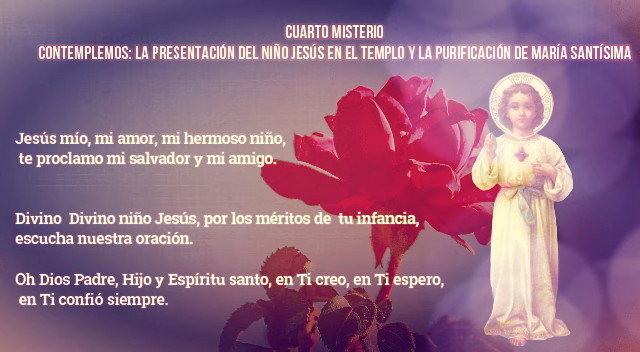 CUARTO MISTERIO
CONTEMPLEMOS: LA PRESENTACIÓN DEL NIÑO JESÚS EN EL TEMPLO Y LA PURIFICACIÓN DE MARÍA SANTÍSIMA
Jesús mío, mi amor, mi hermoso niño,
te proclamo mi salvador y mi amigo.
Divino Divino niño Jesús, por los méritos de tu infancia,
escucha nuestra oración.
Oh Dios Padre, Hijo y Espíritu santo, en Ti creo, en Ti espero,
en Ti confió siempre.